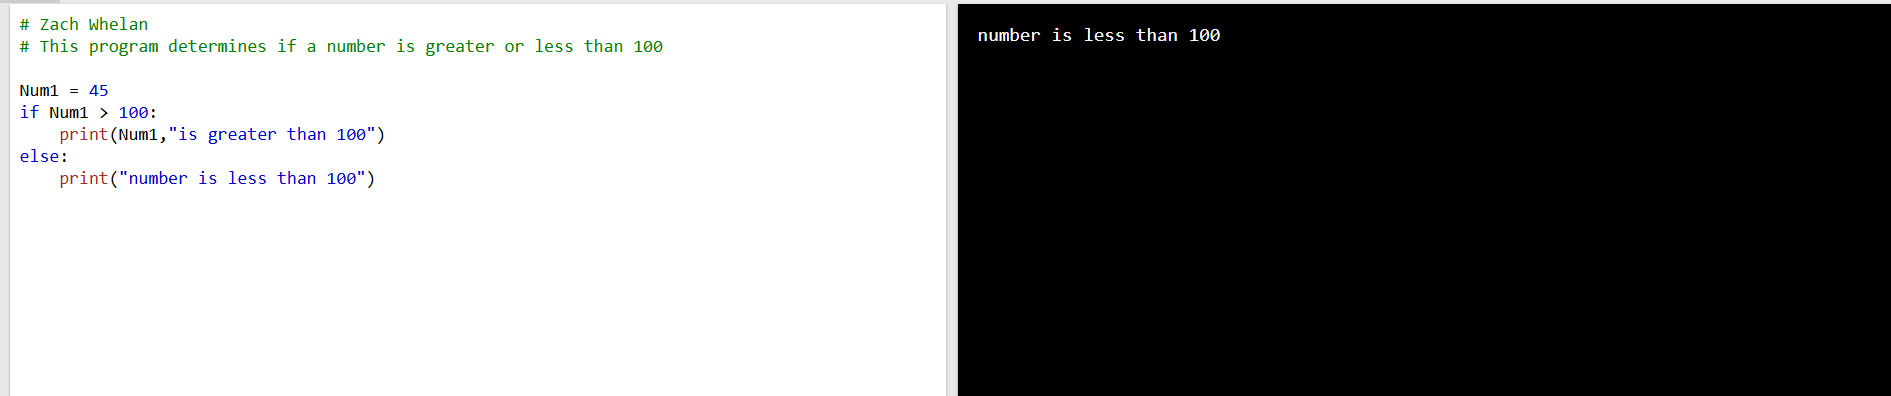 # Zach Whelan
# This program determines if a number is greater or less than 100

Num1 = 45
if Num1 > 100:
    print(Num1,"is greater than 100")
else:
    print("number is less than 100")
number is less than 100